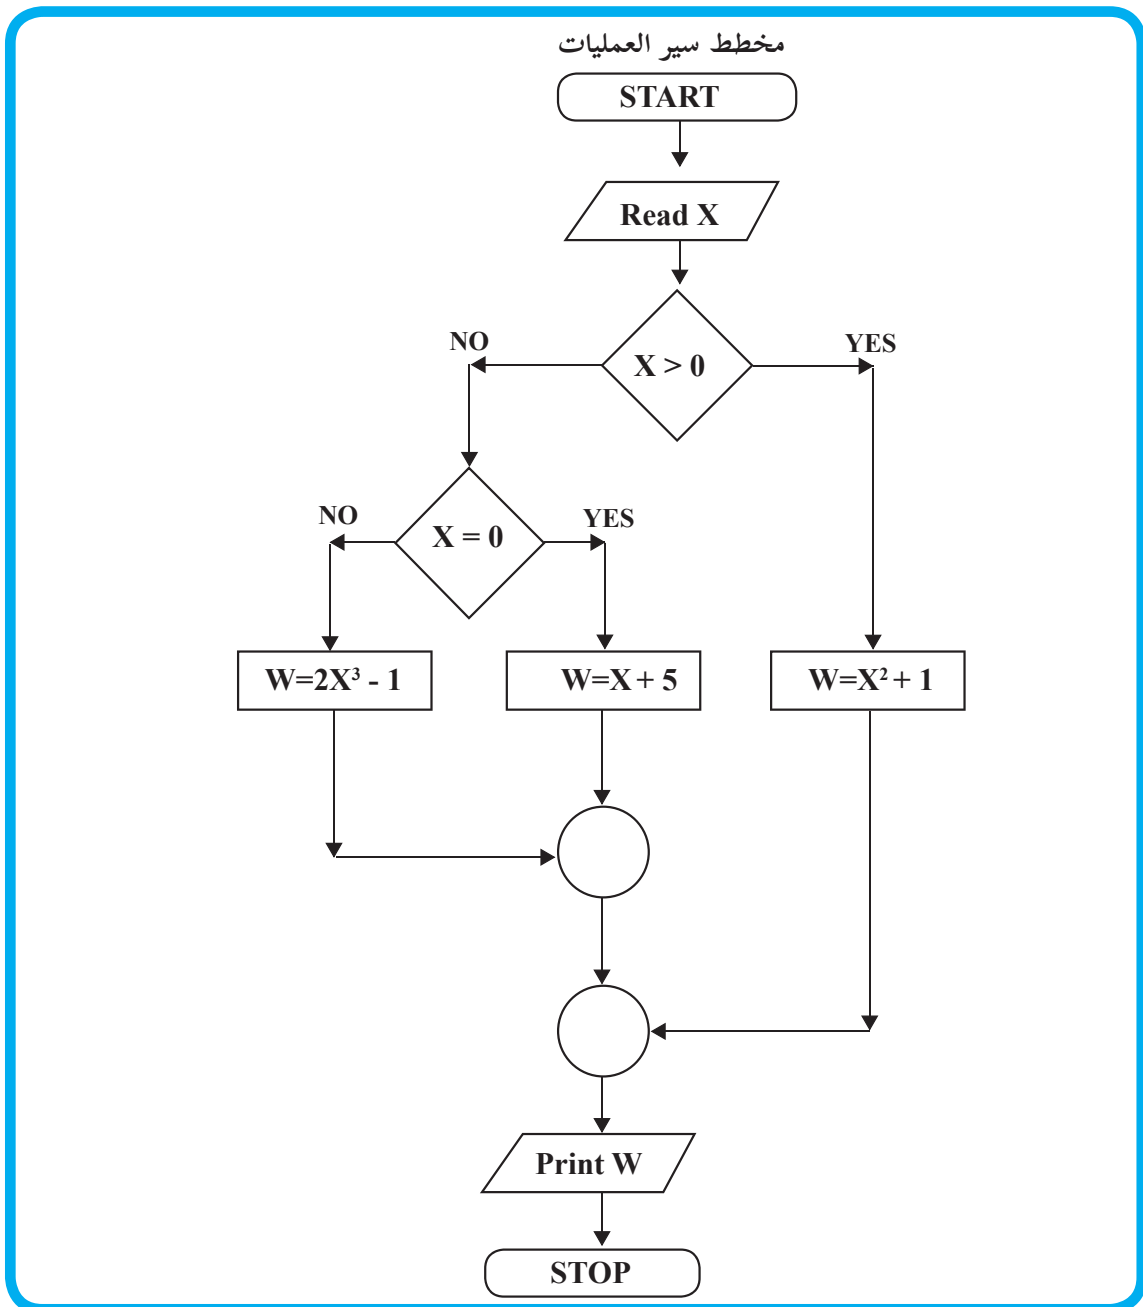 مخطط سير العمليات
START
Read X
NO
YES
X > 0
NO
YES
X = 0
W=2X³ - 1
W=X + 5
W=X² + 1
Print W
STOP